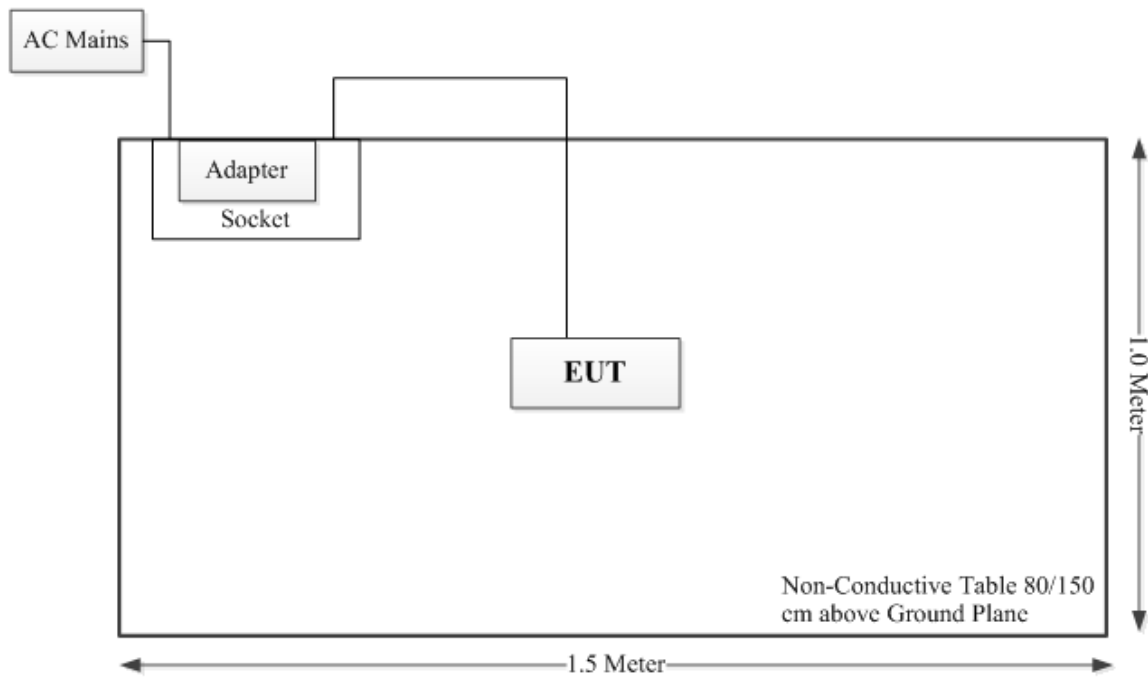 AC Mains
Adapter
Socket
EUT
1.0 Meter
Non-Conductive Table 80/150
cm above Ground Plane
1.5 Meter